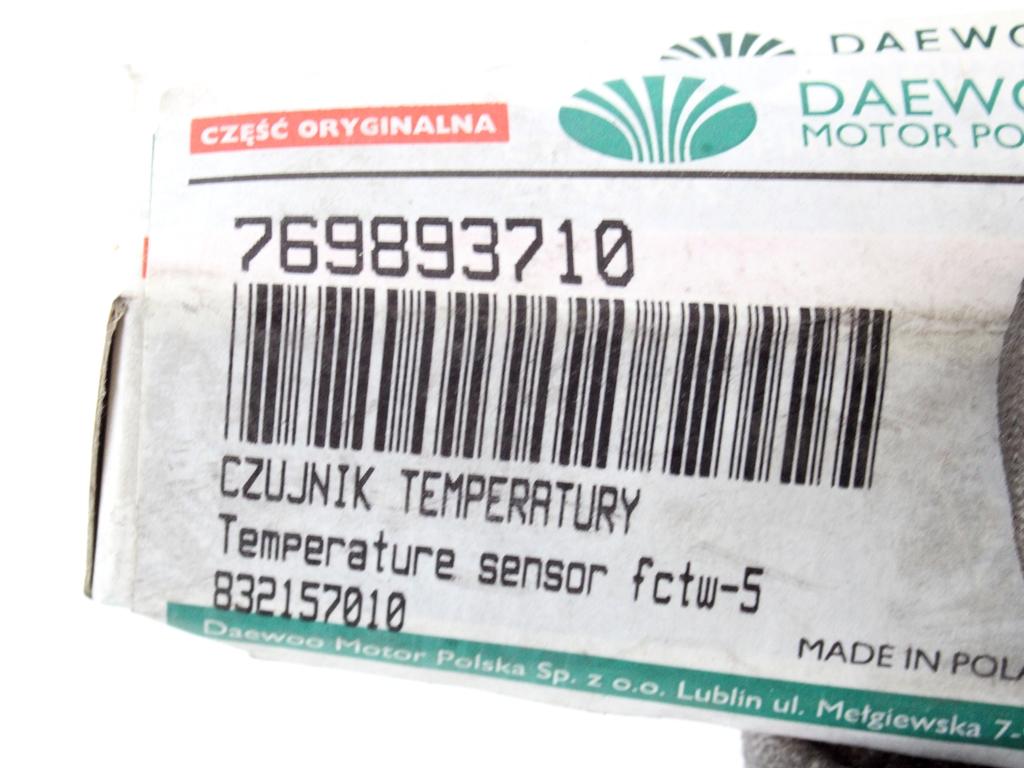 DAEW
CZĘŚĆ ORYGINALNA
DAEWO
MOTOR PO
769893710
CZUJNIK TEMPERATURY
Temperature sensor fctw-5
832157010
MADE IN POLA
Daewoo Motor Polska Sp. z o.o. Lublin ul. Mełgiewska 7-